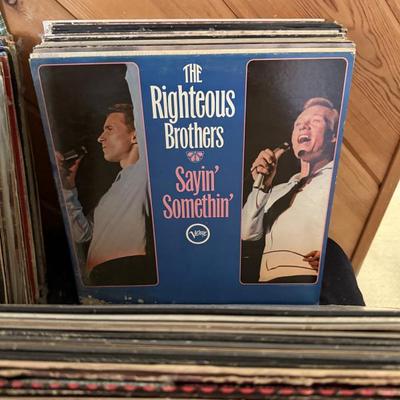 THE
Righteous
Brothers
Sayin'
Somethin'
Verve